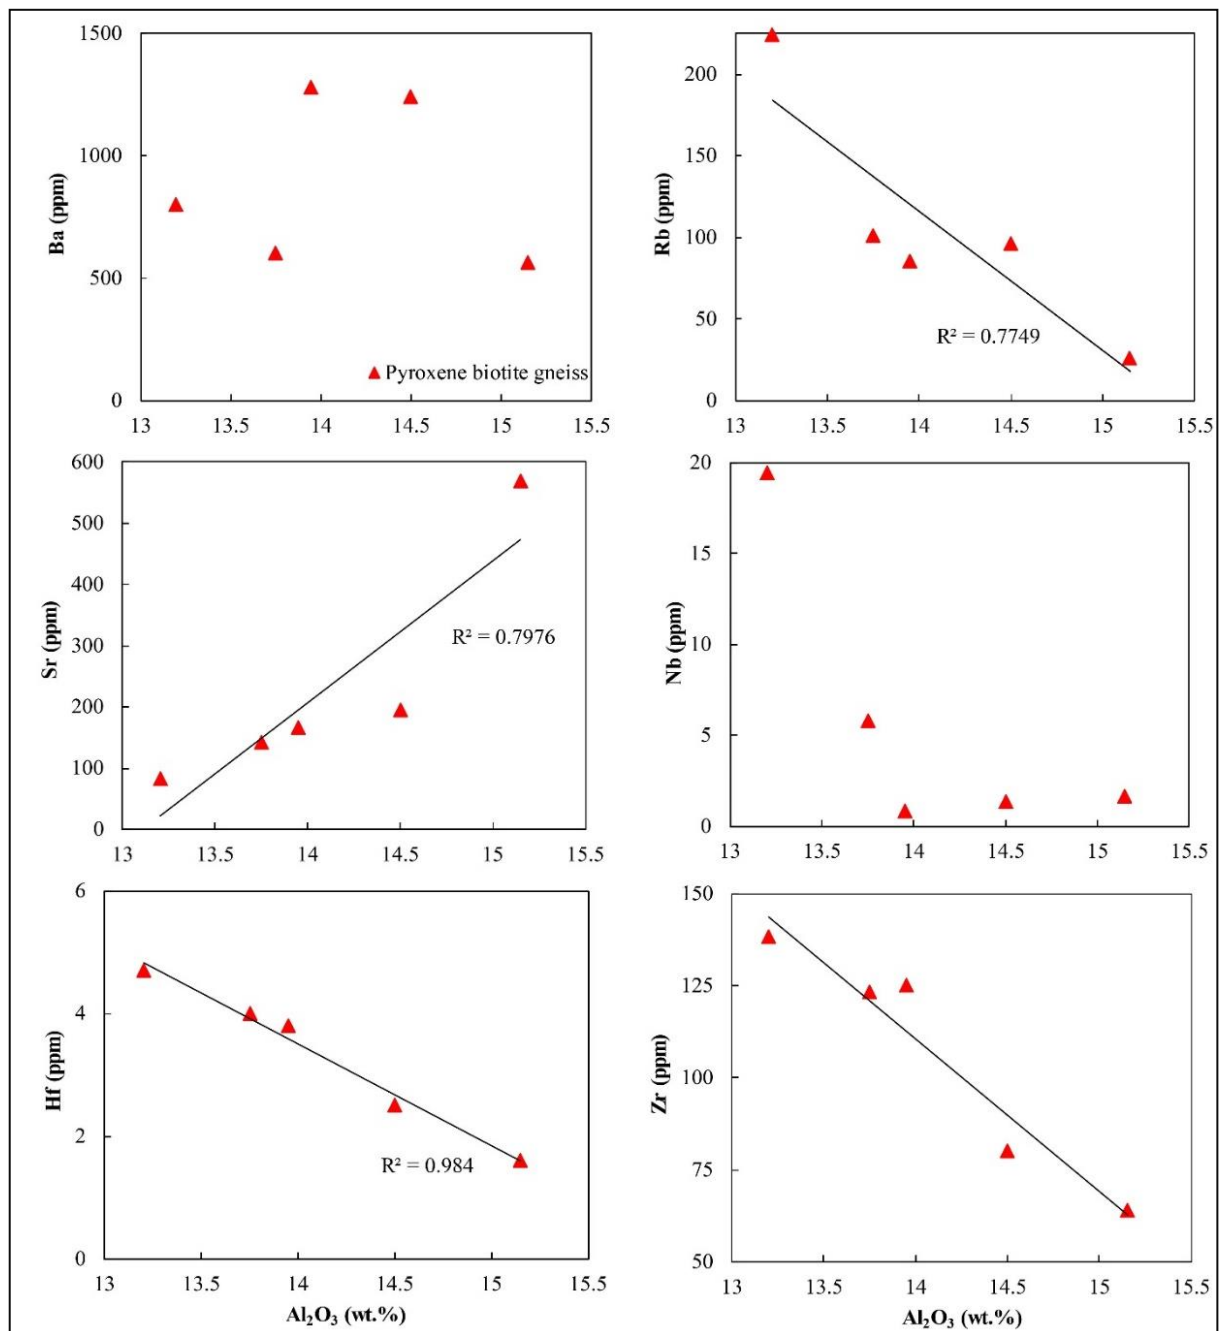 1500
1000
500
0
Ba (ppm)
▲ Pyroxene biotite gneiss
13 13.5 14 14.5 15 15.5
200
150
100
50
0
Rb (ppm)
R² = 0.7749
13 13.5 14 14.5 15 15.5
600
500
400
300
200
100
0
Sr (ppm)
R² = 0.7976
13 13.5 14 14.5 15 15.5
20
15
10
5
0
Nb (ppm)
13 13.5 14 14.5 15 15.5
6
4
2
0
Hf (ppm)
R² = 0.984
13 13.5 14 14.5 15 15.5
Al₂O₃ (wt.%)
150
125
100
75
50
Zr (ppm)
13 13.5 14 14.5 15 15.5
Al₂O₃ (wt.%)